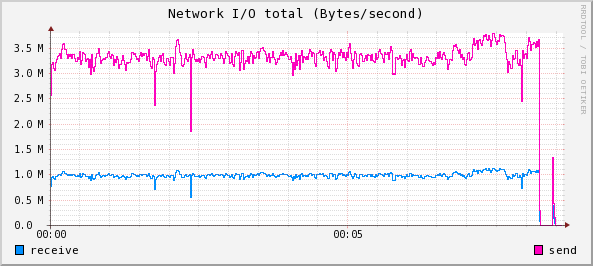 Network I/O total (Bytes/second)
RRDTOOL / TOBI OETIKER
3.5 M
3.0 M
2.5 M
2.0 M
1.5 M
1.0 M
0.5 M
0.0
00:00 00:05
receive send